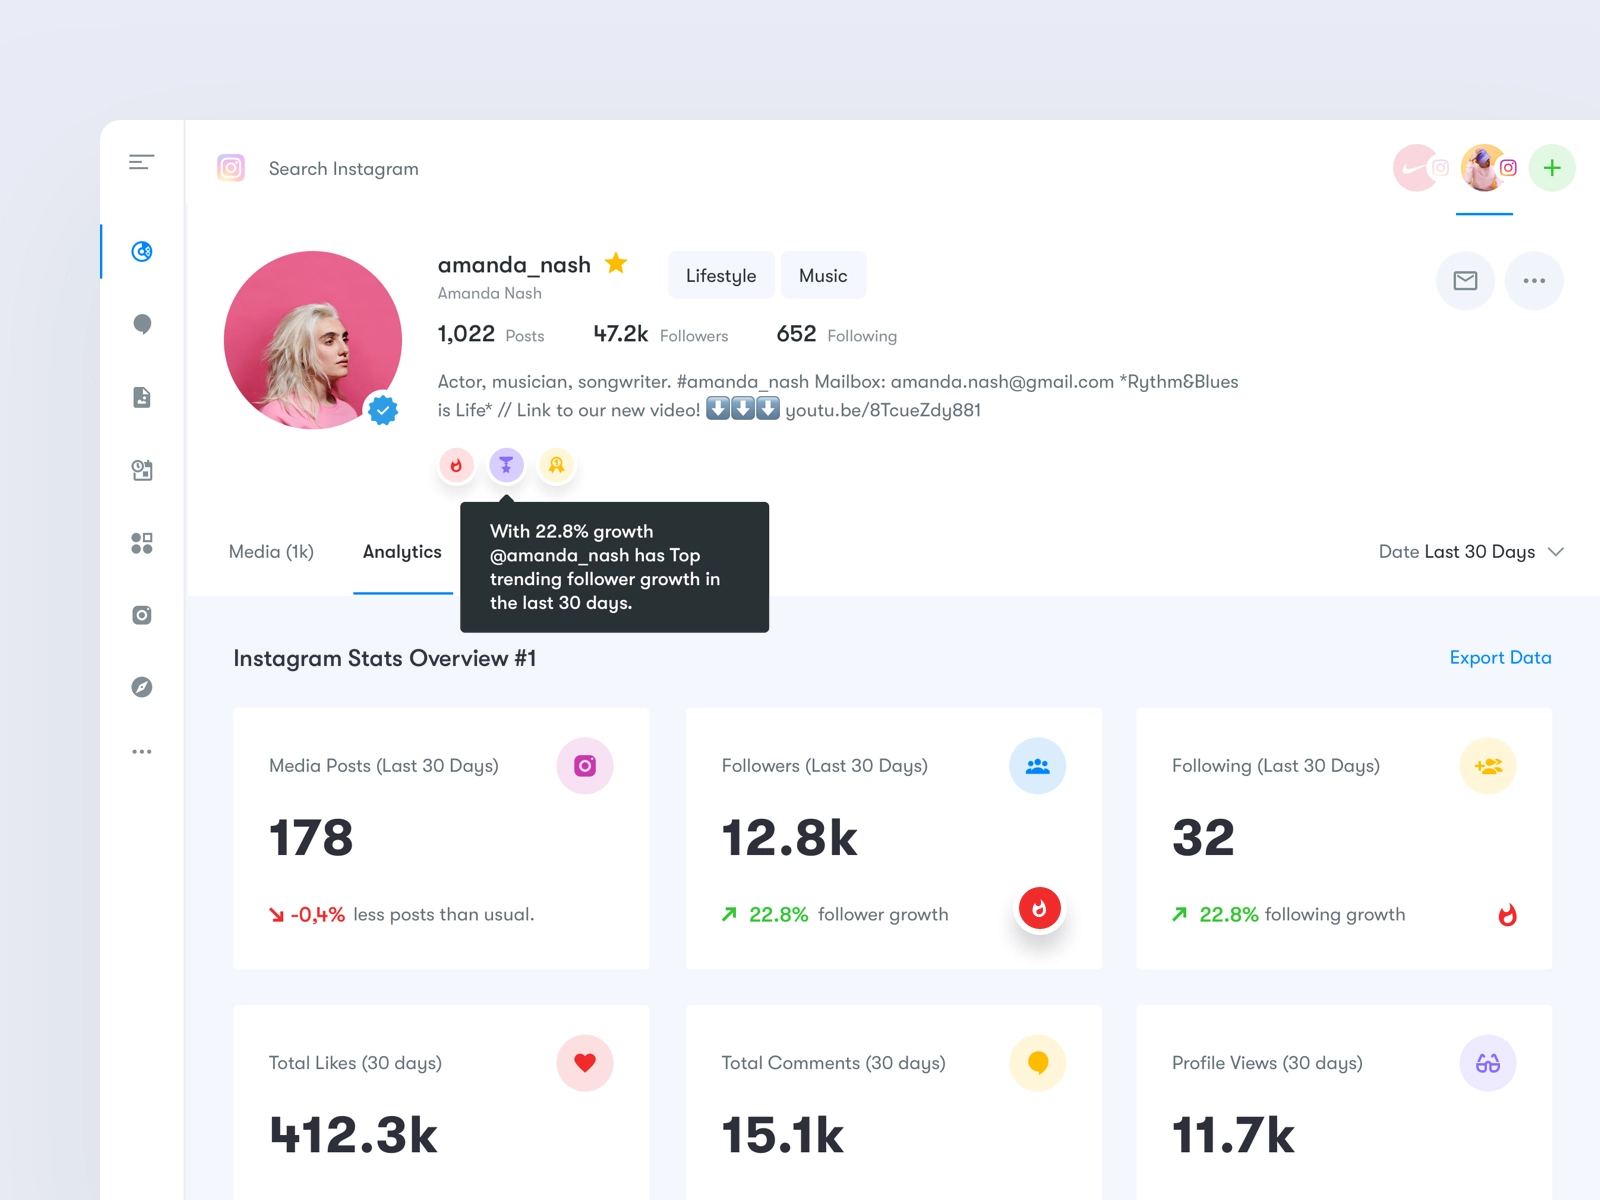 Search Instagram
amanda_nash
Amanda Nash
Lifestyle
Music
1,022 Posts
47.2k Followers
652 Following
Actor, musician, songwriter. #amanda_nash Mailbox: amanda.nash@gmail.com *Rythm&Blues
is Life* // Link to our new video! ⬇️⬇️⬇️ youtu.be/8TcueZdy881
With 22.8% growth
@amanda_nash has Top
trending follower growth in
the last 30 days.
Media (1k)
Analytics
Date Last 30 Days
Instagram Stats Overview #1
Export Data
Media Posts (Last 30 Days)
178
-0,4% less posts than usual.
Followers (Last 30 Days)
12.8k
22.8% follower growth
Following (Last 30 Days)
32
22.8% following growth
Total Likes (30 days)
412.3k
Total Comments (30 days)
15.1k
Profile Views (30 days)
11.7k